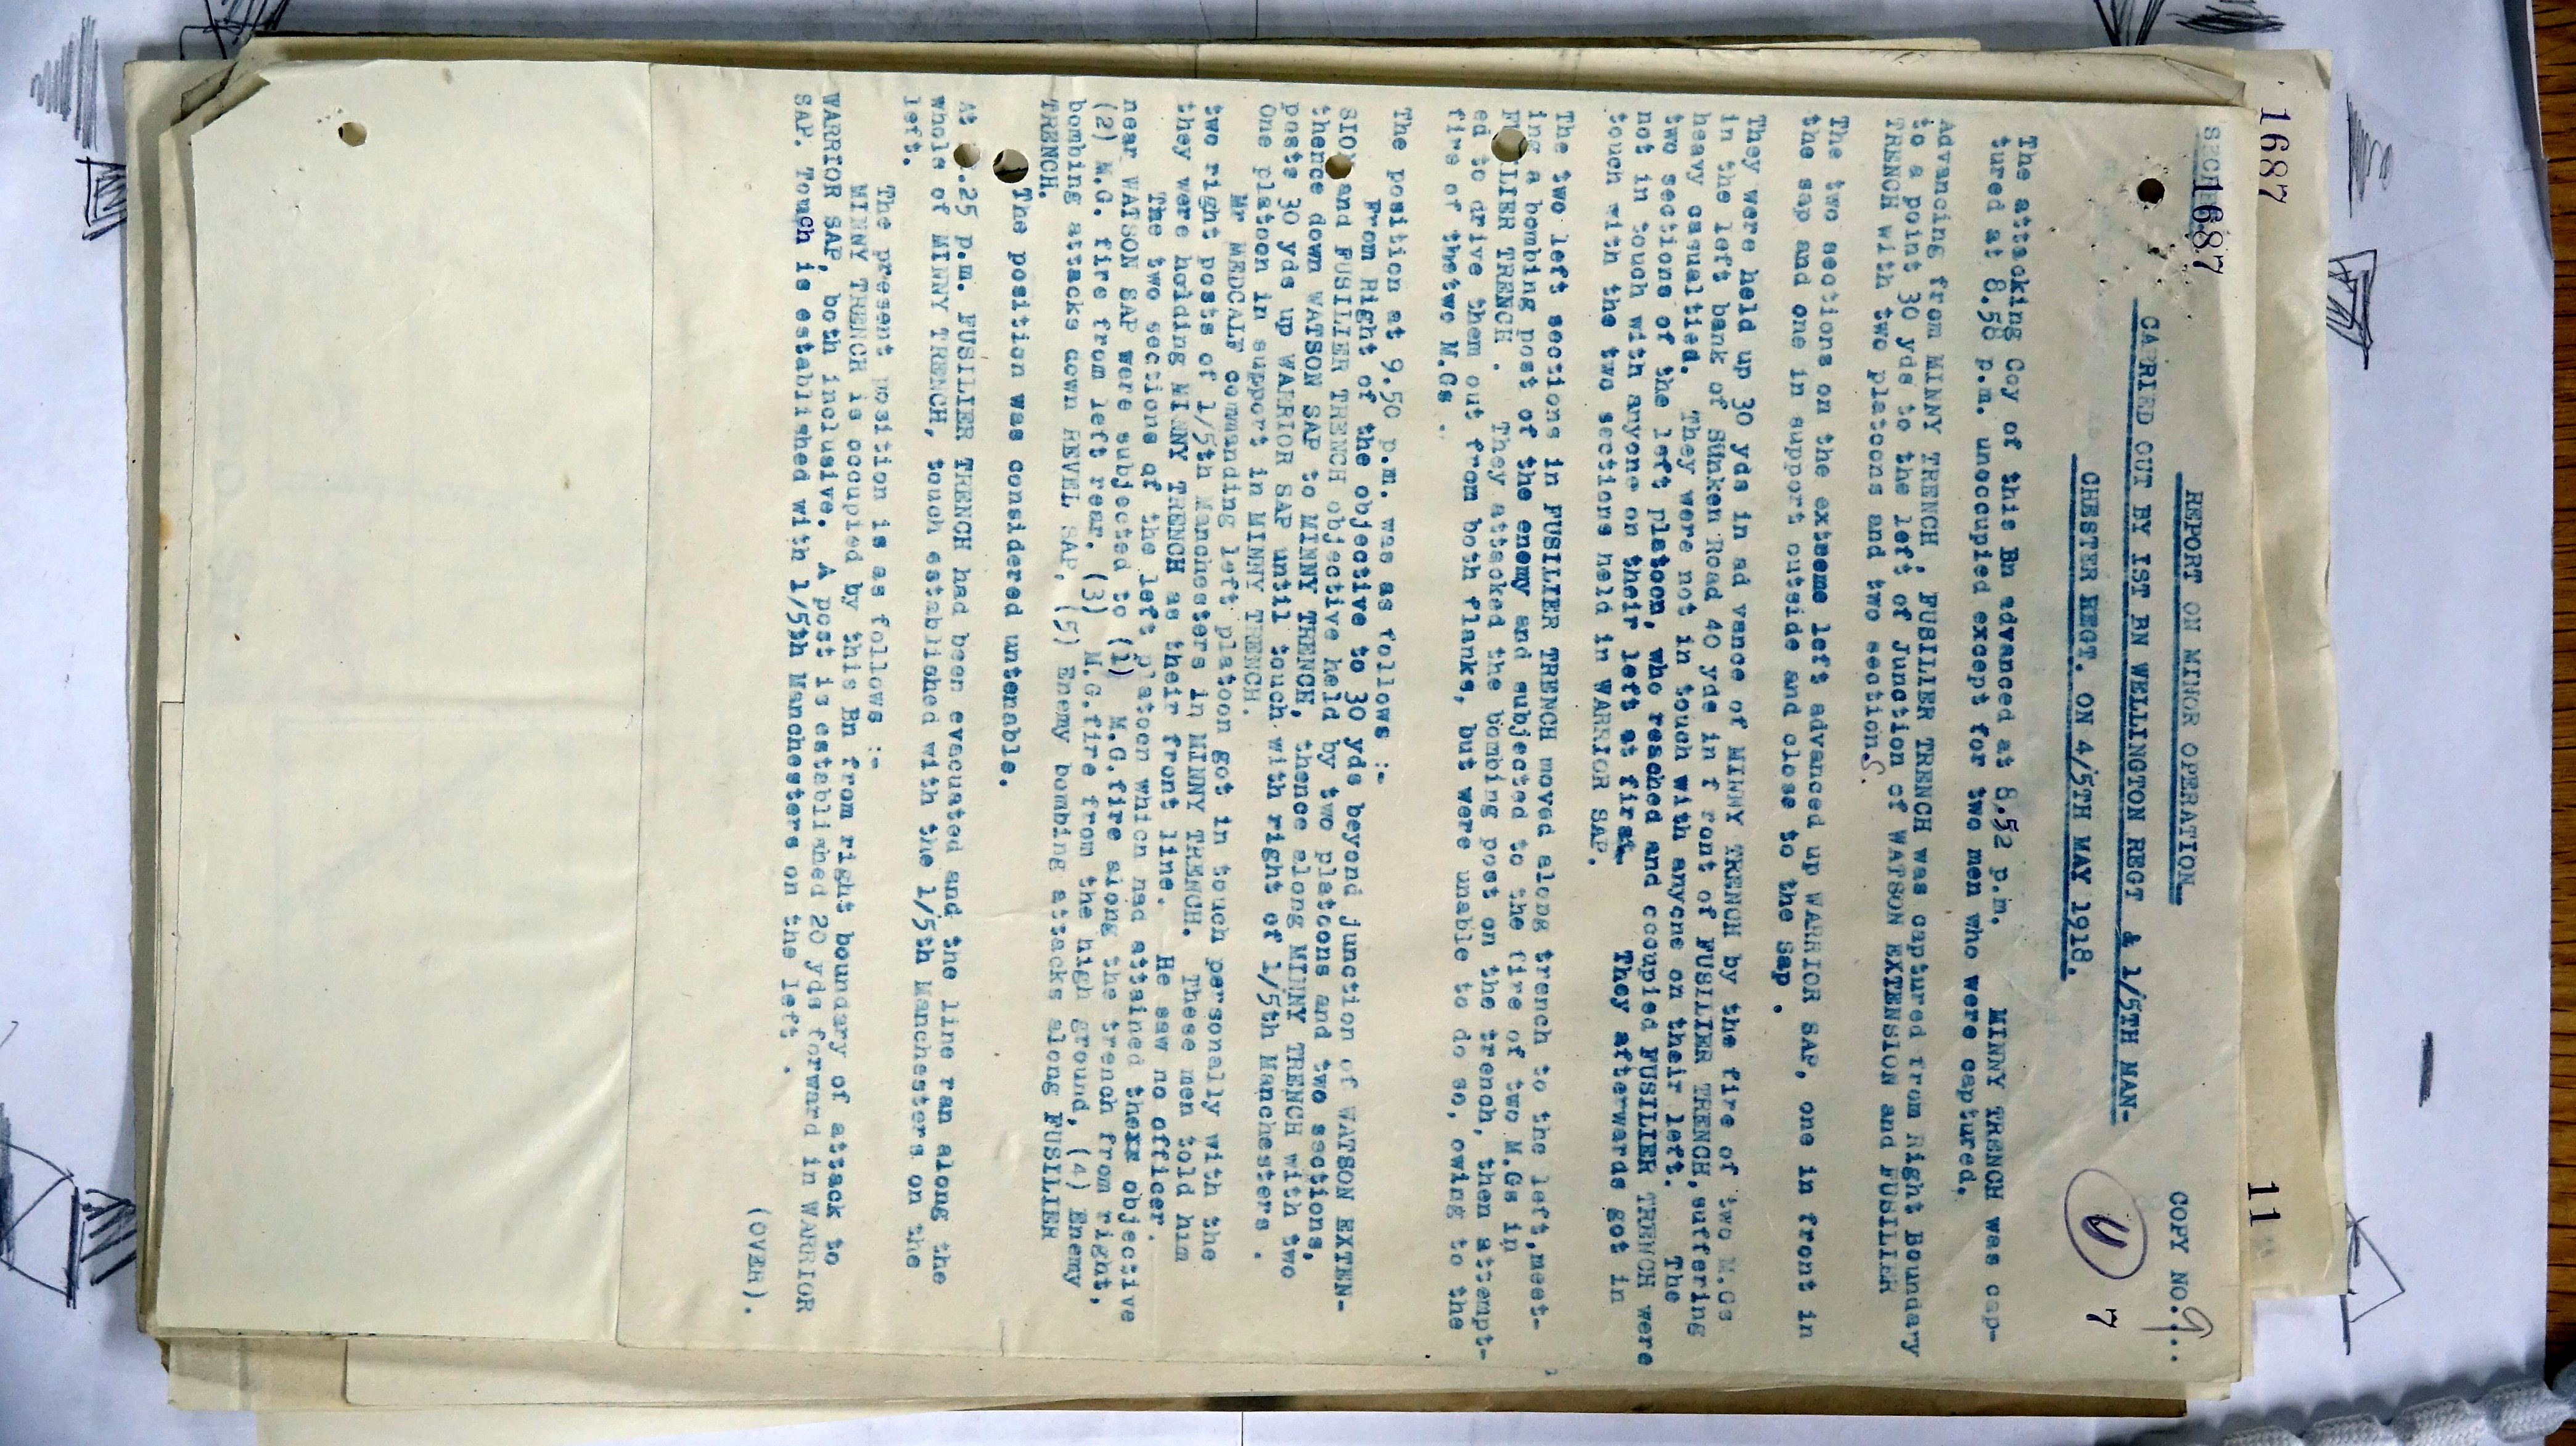 1687
11
SECRET
1687
COPY NO. 9..
REPORT ON MINOR OPERATION
CARRIED OUT BY 1ST BN WELLINGTON REGT & 1/5TH MAN-
CHESTER REGT. ON 4/5TH MAY 1918.
7
The attacking Coy of this Bn advanced at 8.52 p.m. MINNY TRENCH was cap-
tured at 8.58 p.m. unoccupied except for two men who were captured.
Advancing from MINNY TRENCH, FUSILIER TRENCH was captured from Right Boundary
to a point 30 yds to the left of Junction of WATSON EXTENSION and FUSILIER
TRENCH with two platoons and two sections.
The two sections on the extreme left advanced up WARRIOR SAP, one in front in
the sap and one in support outside and close to the sap .
They were held up 30 yds in ad vance of MINNY TRENCH by the fire of two M.Gs
in the left bank of Sunken Road 40 yds in f ront of FUSILIER TRENCH,suffering
heavy casualties. They were not in touch with anyone on their left. The
two sections of the left platoon, who reached and occupied FUSILIER TRENCH were
not in touch with anyone on their left at first. They afterwards got in
touch with the two sections held in WARRIOR SAP.
The two left sections in FUSILIER TRENCH moved along trench to the left,meet-
ing a bombing post of the enemy and subjected to the fire of two M.Gs in
FUSILIER TRENCH . They attacked the bombing post on the trench, then attempt-
ed to drive them out from both flanks, but were unable to do so, owing to the
fire of the two M.Gs .
The position at 9.50 p.m. was as follows :-
From Right of the objective to 30 yds beyond junction of WATSON EXTEN-
SION and FUSILIER TRENCH objective held by two platoons and two sections,
thence down WATSON SAP to MINNY TRENCH, thence along MINNY TRENCH with two
posts 30 yds up WARRIOR SAP until touch with right of 1/5th Manchesters .
One platoon in support in MINNY TRENCH.
Mr MEDCALF commanding left platoon got in touch personally with the
two right posts of 1/5th Manchesters in MINNY TRENCH. These men told him
they were holding MINNY TRENCH as their front line. He saw no officer.
The two sections of the left platoon which had attained thexx objective
near WATSON SAP were subjected to (1) M.G.fire along the trench from right,
(2) M.G. fire from left rear, (3) M.G.fire from the high ground, (4) Enemy
bombing attacks down REVEL SAP, (5) Enemy bombing attacks along FUSILIER
TRENCH.
The position was considered untenable.
At .25 p.m. FUSILIER TRENCH had been evacuated and the line ran along the
whole of MINNY TRENCH, touch established with the 1/5th Manchesters on the
left.
The present position is as follows :-
MINNY TRENCH is occupied by this Bn from right boundary of attack to
WARRIOR SAP, both inclusive. A post is established 20 yds forward in WARRIOR
SAP. Touch is established with 1/5th Manchesters on the left .
(OVER).